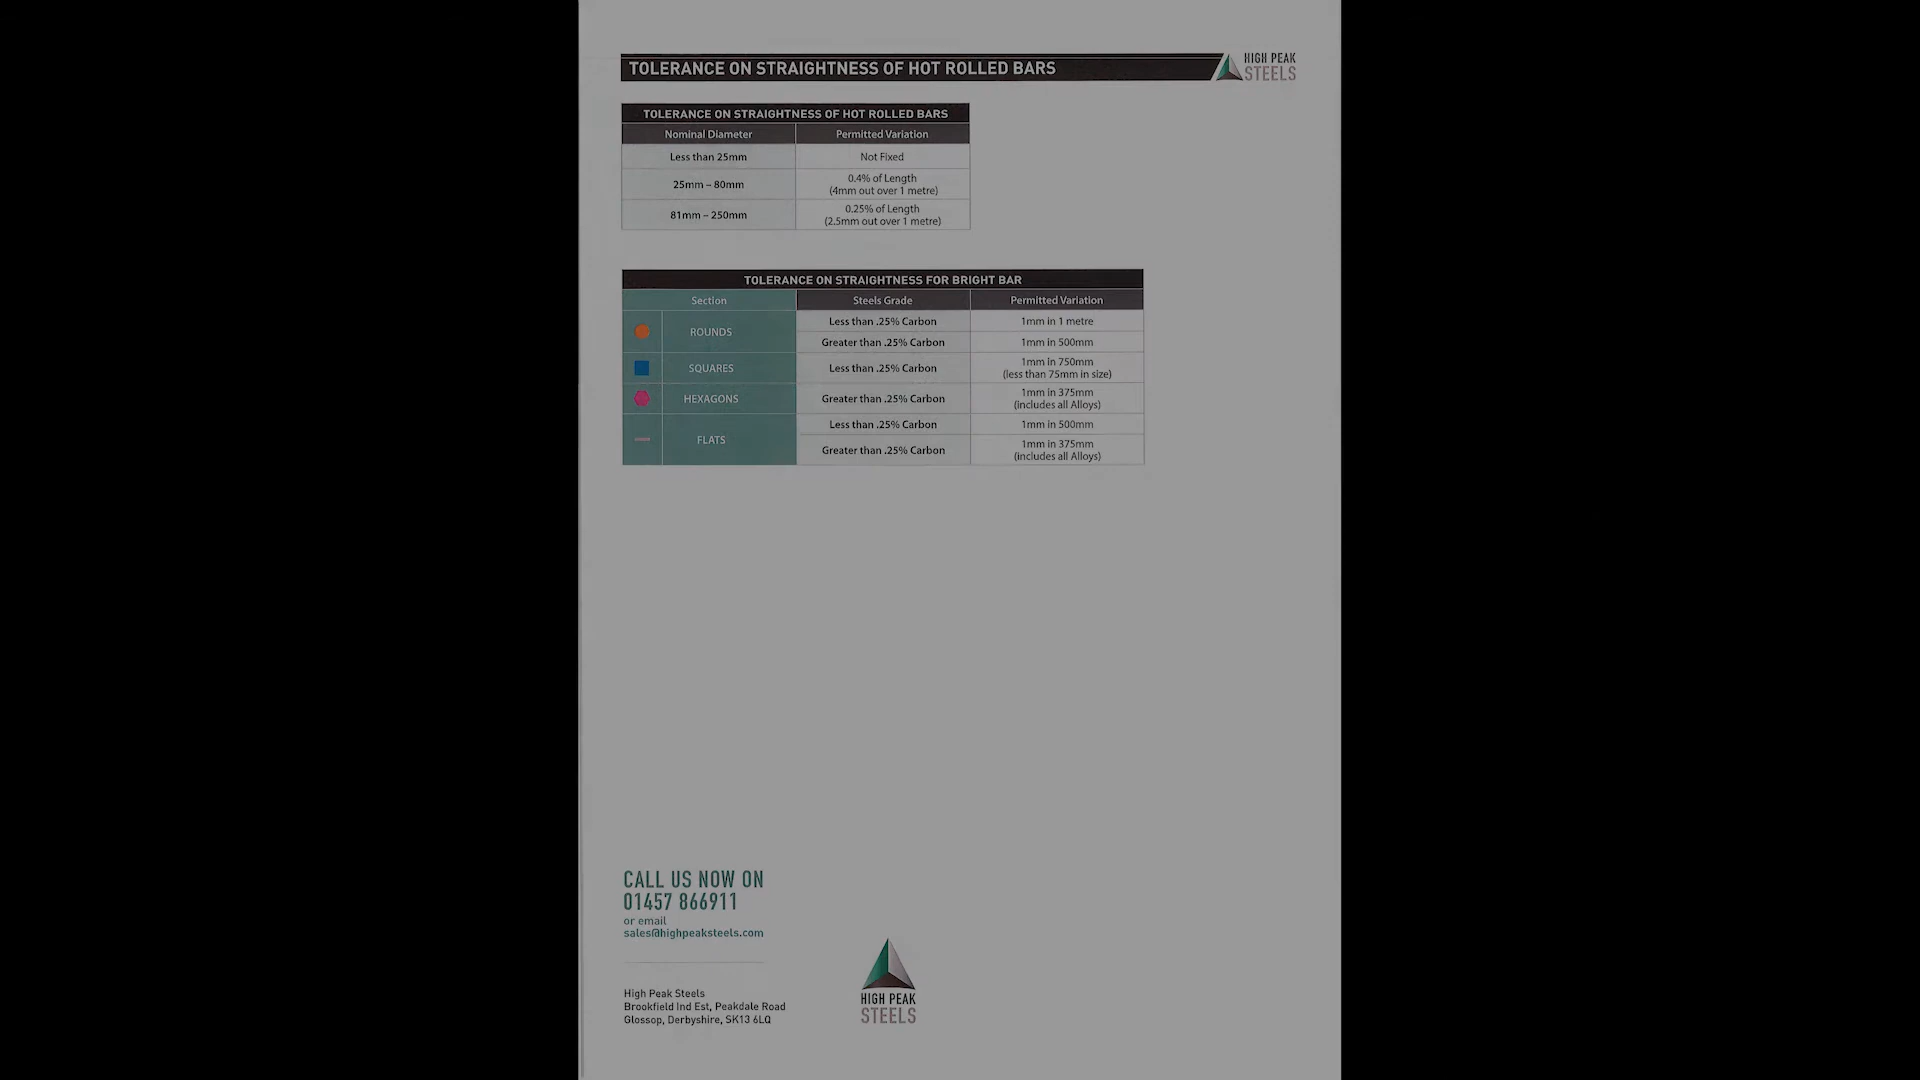 TOLERANCE ON STRAIGHTNESS OF HOT ROLLED BARS
HIGH PEAK
STEELS
TOLERANCE ON STRAIGHTNESS OF HOT ROLLED BARS
Nominal Diameter Permitted Variation
Less than 25mm Not Fixed
25mm – 80mm 0.4% of Length
(4mm out over 1 metre)
81mm – 250mm 0.25% of Length
(2.5mm out over 1 metre)
TOLERANCE ON STRAIGHTNESS FOR BRIGHT BAR
Section Steels Grade Permitted Variation
ROUNDS Less than .25% Carbon 1mm in 1 metre
Greater than .25% Carbon 1mm in 500mm
SQUARES Less than .25% Carbon 1mm in 750mm
(less than 75mm in size)
HEXAGONS Greater than .25% Carbon 1mm in 375mm
(includes all Alloys)
FLATS Less than .25% Carbon 1mm in 500mm
Greater than .25% Carbon 1mm in 375mm
(includes all Alloys)
CALL US NOW ON
01457 866911
or email
sales@highpeaksteels.com
High Peak Steels
Brookfield Ind Est, Peakdale Road
Glossop, Derbyshire, SK13 6LQ
HIGH PEAK
STEELS